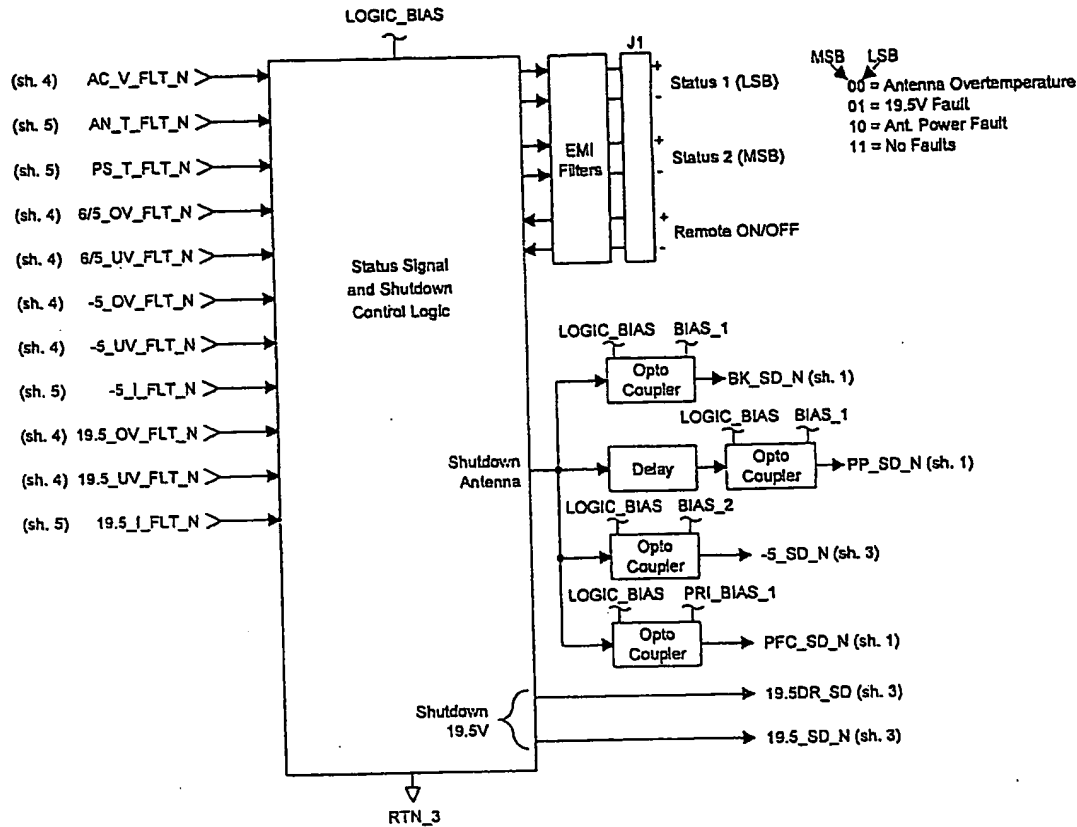 LOGIC_BIAS
(sh. 4) AC_V_FLT_N
(sh. 5) AN_T_FLT_N
(sh. 5) PS_T_FLT_N
(sh. 4) 6/5_OV_FLT_N
(sh. 4) 6/5_UV_FLT_N
(sh. 4) -5_OV_FLT_N
(sh. 4) -5_UV_FLT_N
(sh. 5) -5_I_FLT_N
(sh. 4) 19.5_OV_FLT_N
(sh. 4) 19.5_UV_FLT_N
(sh. 5) 19.5_I_FLT_N
Status Signal
and Shutdown
Control Logic
EMI
Filters
J1
+
Status 1 (LSB)
-
+
Status 2 (MSB)
-
+
Remote ON/OFF
-
MSB LSB
00 = Antenna Overtemperature
01 = 19.5V Fault
10 = Ant. Power Fault
11 = No Faults
LOGIC_BIAS BIAS_1
Opto
Coupler
BK_SD_N (sh. 1)
LOGIC_BIAS BIAS_1
Shutdown
Antenna
Delay
Opto
Coupler
PP_SD_N (sh. 1)
LOGIC_BIAS BIAS_2
Opto
Coupler
-5_SD_N (sh. 3)
LOGIC_BIAS PRI_BIAS_1
Opto
Coupler
PFC_SD_N (sh. 1)
Shutdown
19.5V
19.5DR_SD (sh. 3)
19.5_SD_N (sh. 3)
RTN_3